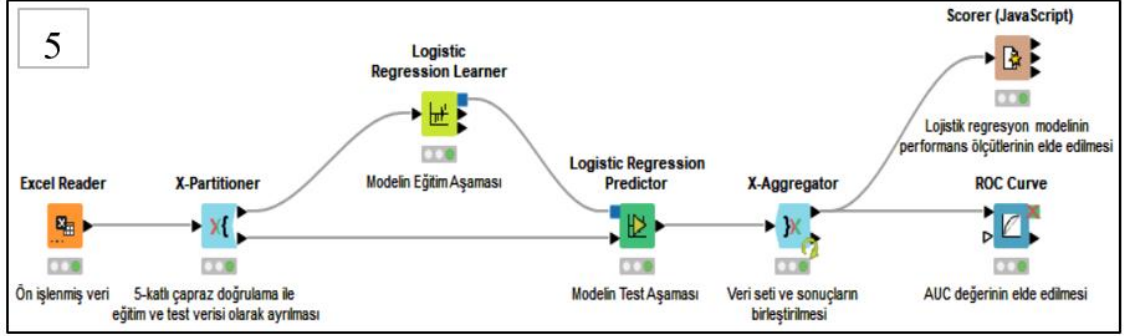 5
Scorer (JavaScript)
Lojistik regresyon modelinin
performans ölçütlerinin elde edilmesi
Logistic
Regression Learner
Modelin Eğitim Aşaması
Excel Reader
Ön işlenmiş veri
X-Partitioner
5-katlı çapraz doğrulama ile
eğitim ve test verisi olarak ayrılması
Logistic Regression
Predictor
Modelin Test Aşaması
X-Aggregator
Veri seti ve sonuçların
birleştirilmesi
ROC Curve
AUC değerinin elde edilmesi